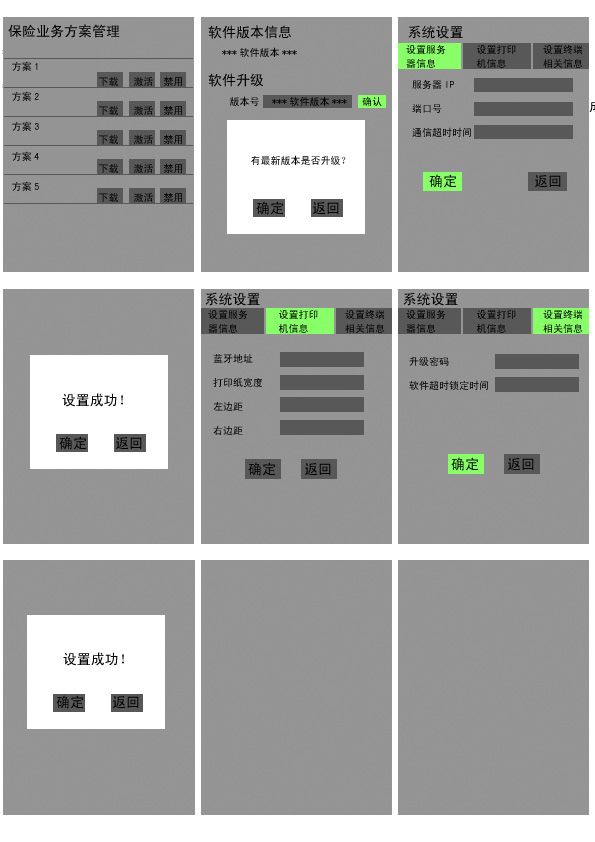 保险业务方案管理
方案 1
下载 激活 禁用
方案 2
下载 激活 禁用
方案 3
下载 激活 禁用
方案 4
下载 激活 禁用
方案 5
下载 激活 禁用
软件版本信息
*** 软件版本 ***
软件升级
版本号 *** 软件版本 *** 确认
有最新版本是否升级?
确定 返回
系统设置
设置服务
器信息
设置打印
机信息
设置终端
相关信息
服务器 IP
端口号
通信超时时间
确定 返回
设置成功!
确定 返回
系统设置
设置服务
器信息
设置打印
机信息
设置终端
相关信息
蓝牙地址
打印纸宽度
左边距
右边距
确定 返回
系统设置
设置服务
器信息
设置打印
机信息
设置终端
相关信息
升级密码
软件超时锁定时间
确定 返回
设置成功!
确定 返回